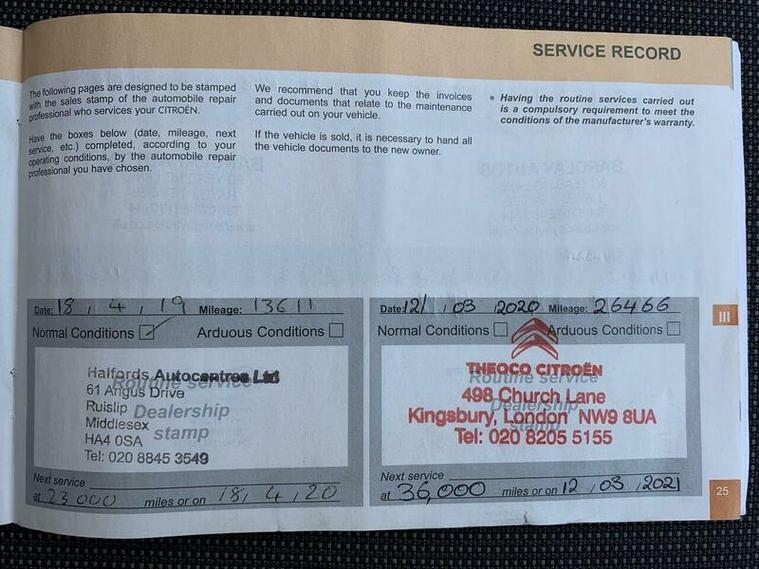 SERVICE RECORD
The following pages are designed to be stamped
with the sales stamp of the automobile repair
professional who services your CITROËN.
Have the boxes below (date, mileage, next
service, etc.) completed, according to your
operating conditions, by the automobile repair
professional you have chosen.
We recommend that you keep the invoices
and documents that relate to the maintenance
carried out on your vehicle.
If the vehicle is sold, it is necessary to hand all
the vehicle documents to the new owner.
• Having the routine services carried out
is a compulsory requirement to meet the
conditions of the manufacturer's warranty.
Date: 18 / 4 / 19 Mileage: 13611
Normal Conditions Arduous Conditions
Routine service
Dealership
stamp
Halfords Autocentres Ltd
61 Angus Drive
Ruislip
Middlesex
HA4 0SA
Tel: 020 8845 3549
Next service
at 23000 miles or on 18, 4, 20
Date: 12/ / 03 /2020 Mileage: 26466
Normal Conditions Arduous Conditions
Routine service
Dealership
stamp
THEOCO CITROËN
498 Church Lane
Kingsbury, London NW9 8UA
Tel: 020 8205 5155
Next service
at 36,000 miles or on 12 / 03 /2021
III
25